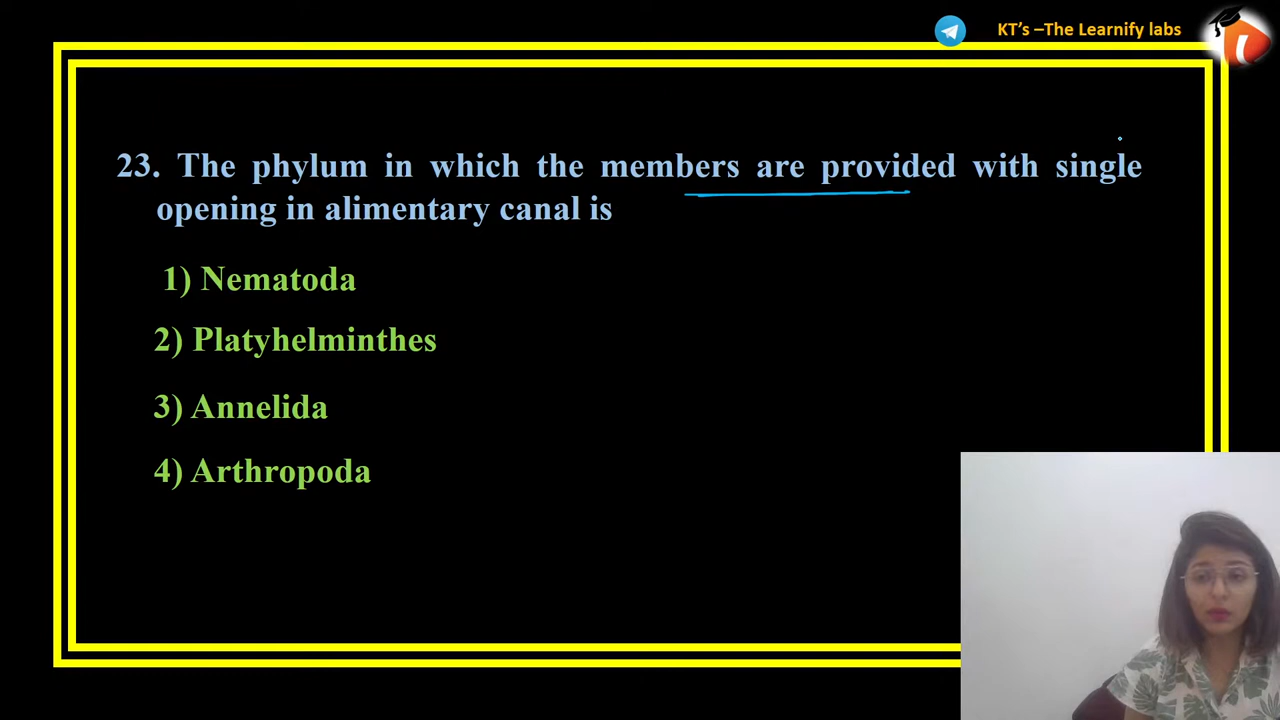 KT's –The Learnify labs
23. The phylum in which the members are provided with single
opening in alimentary canal is
1) Nematoda
2) Platyhelminthes
3) Annelida
4) Arthropoda